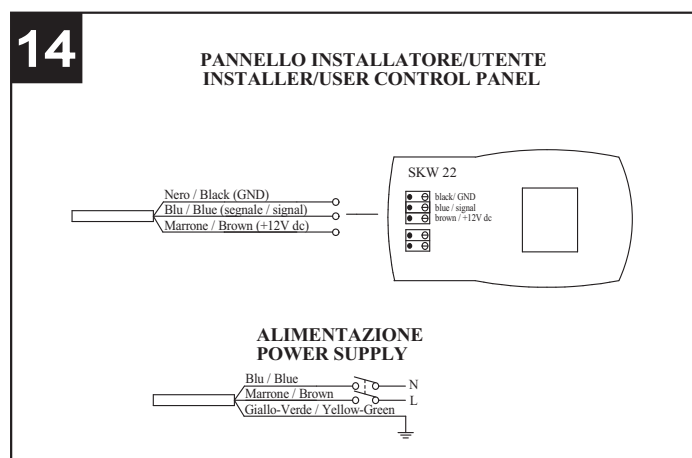 14
PANNELLO INSTALLATORE/UTENTE
INSTALLER/USER CONTROL PANEL
Nero / Black (GND)
Blu / Blue (segnale / signal)
Marrone / Brown (+12V dc)
SKW 22
black/ GND
blue / signal
brown / +12V dc
ALIMENTAZIONE
POWER SUPPLY
Blu / Blue
N
Marrone / Brown
L
Giallo-Verde / Yellow-Green